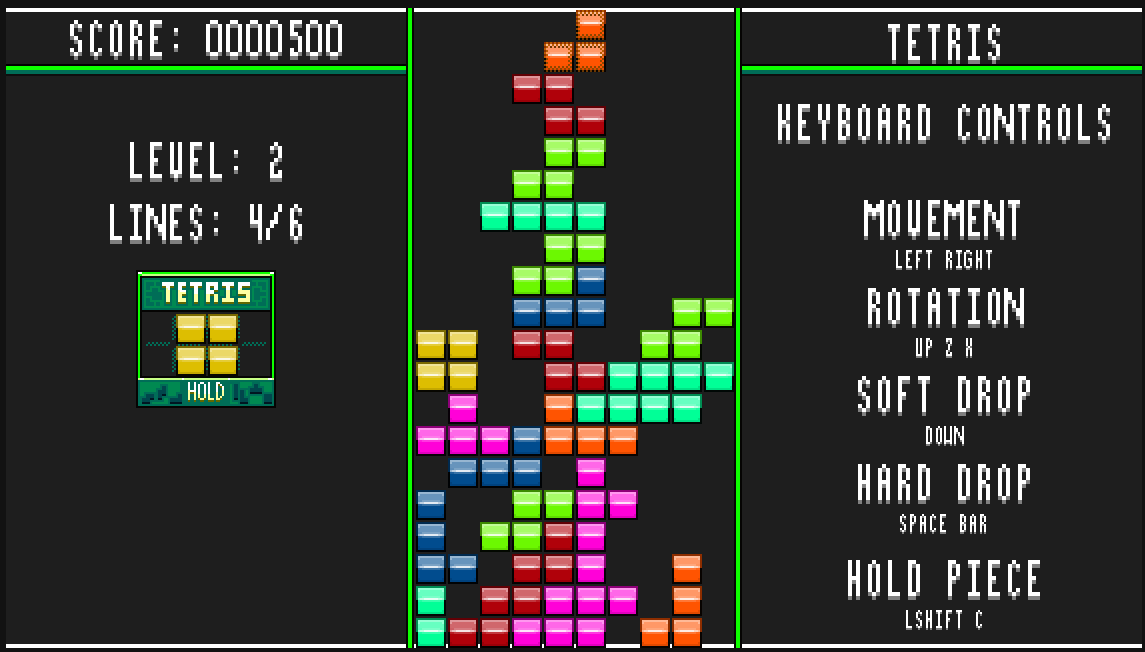 SCORE: 0000500
LEVEL: 2
LINES: 4/6
TETRIS
HOLD
TETRIS
KEYBOARD CONTROLS
MOVEMENT
LEFT RIGHT
ROTATION
UP Z X
SOFT DROP
DOWN
HARD DROP
SPACE BAR
HOLD PIECE
LSHIFT C